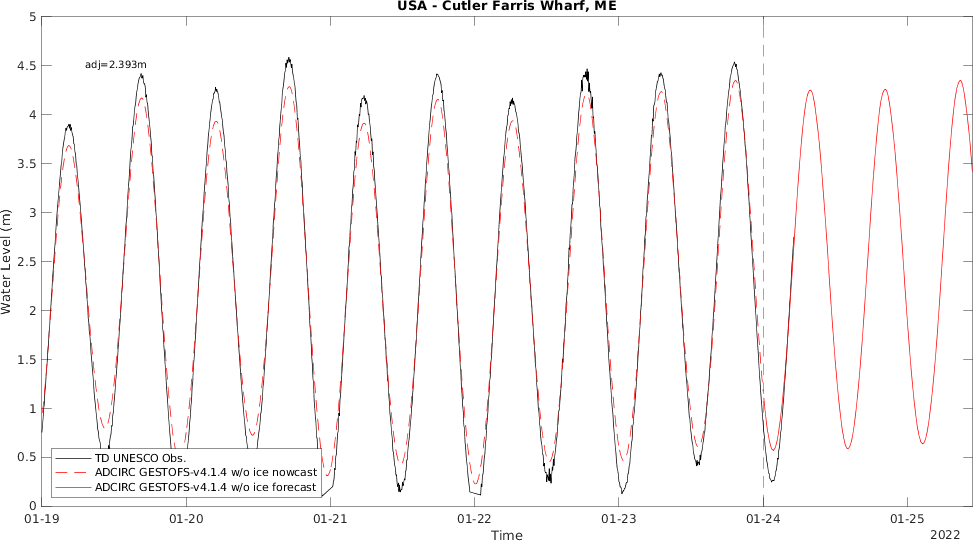 USA - Cutler Farris Wharf, ME
5
4.5
4
3.5
3
2.5
2
1.5
1
0.5
0
Water Level (m)
adj=2.393m
TD UNESCO Obs.
ADCIRC GESTOFS-v4.1.4 w/o ice nowcast
ADCIRC GESTOFS-v4.1.4 w/o ice forecast
01-19 01-20 01-21 01-22 01-23 01-24 01-25
Time
2022